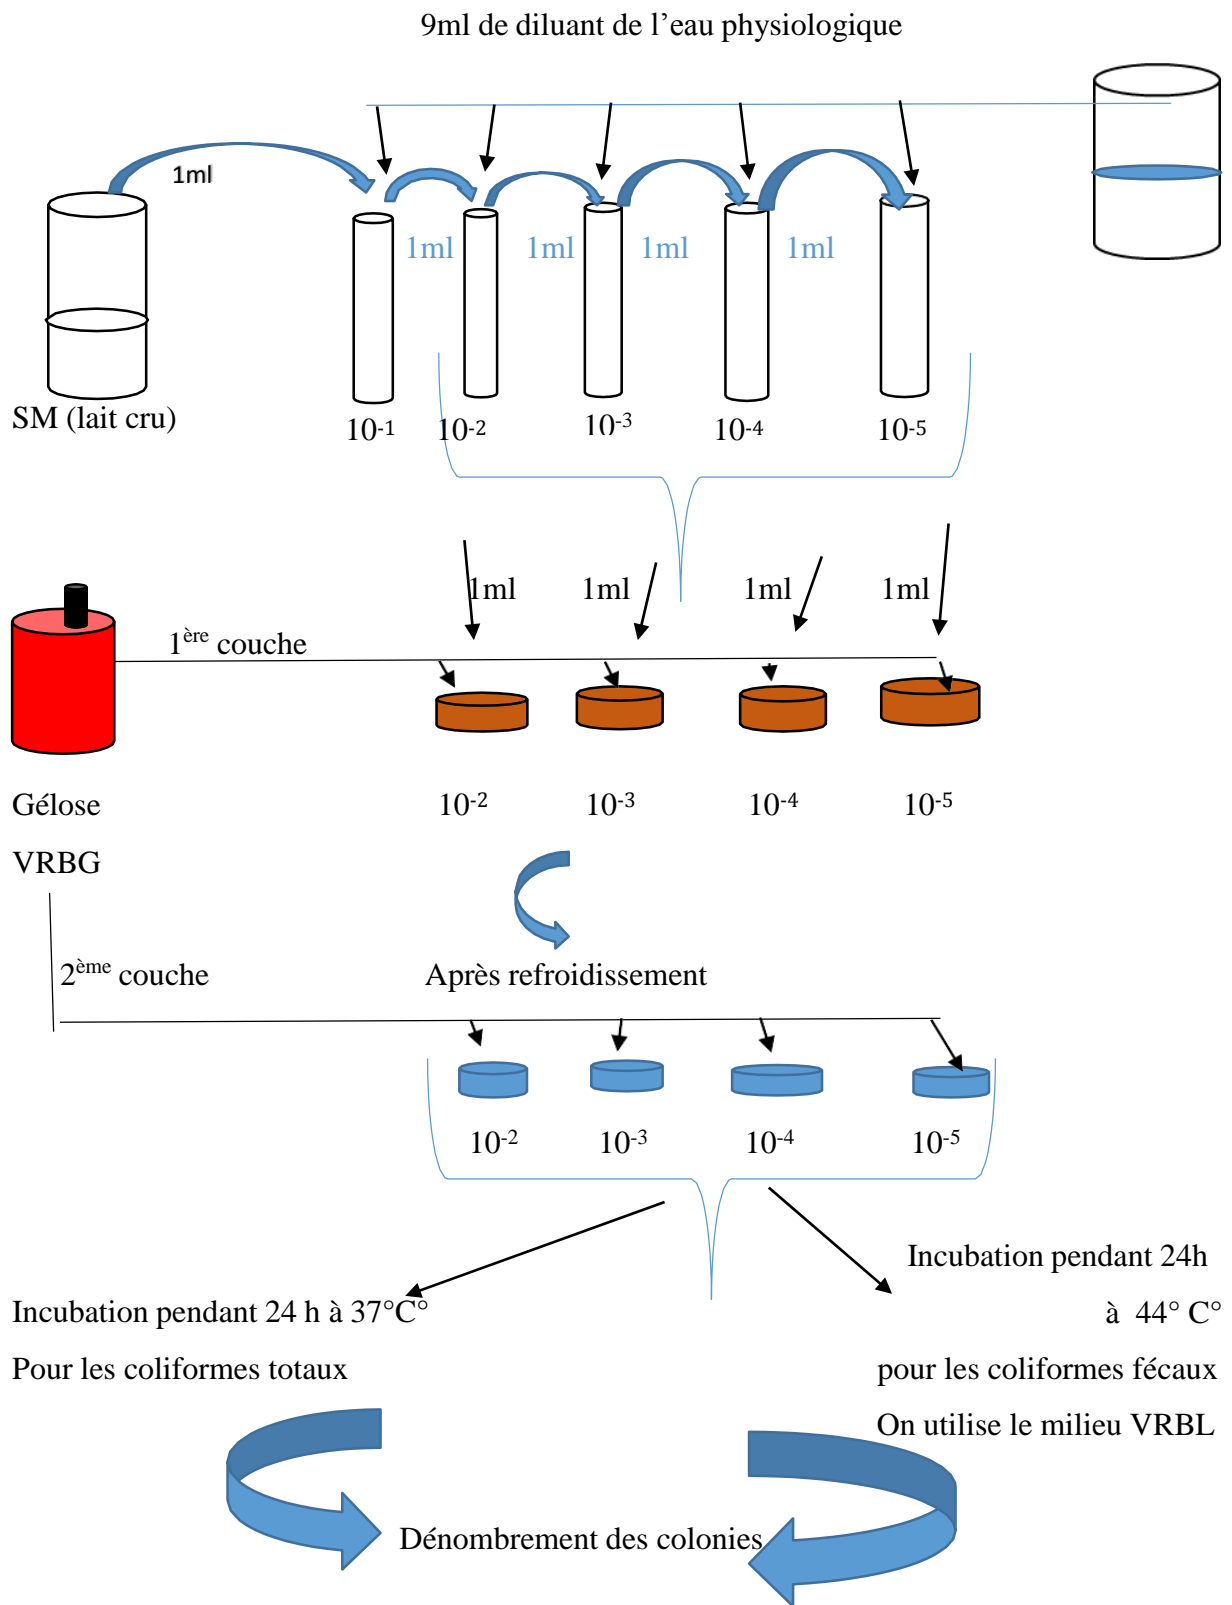 9ml de diluant de l’eau physiologique
1ml
1ml 1ml 1ml 1ml
SM (lait cru)
10-1 10-2 10-3 10-4 10-5
1ml 1ml 1ml 1ml
1ère couche
Gélose 10-2 10-3 10-4 10-5
VRBG
2ème couche Après refroidissement
10-2 10-3 10-4 10-5
Incubation pendant 24h
Incubation pendant 24 h à 37°C° à 44° C°
Pour les coliformes totaux pour les coliformes fécaux
On utilise le milieu VRBL
Dénombrement des colonies